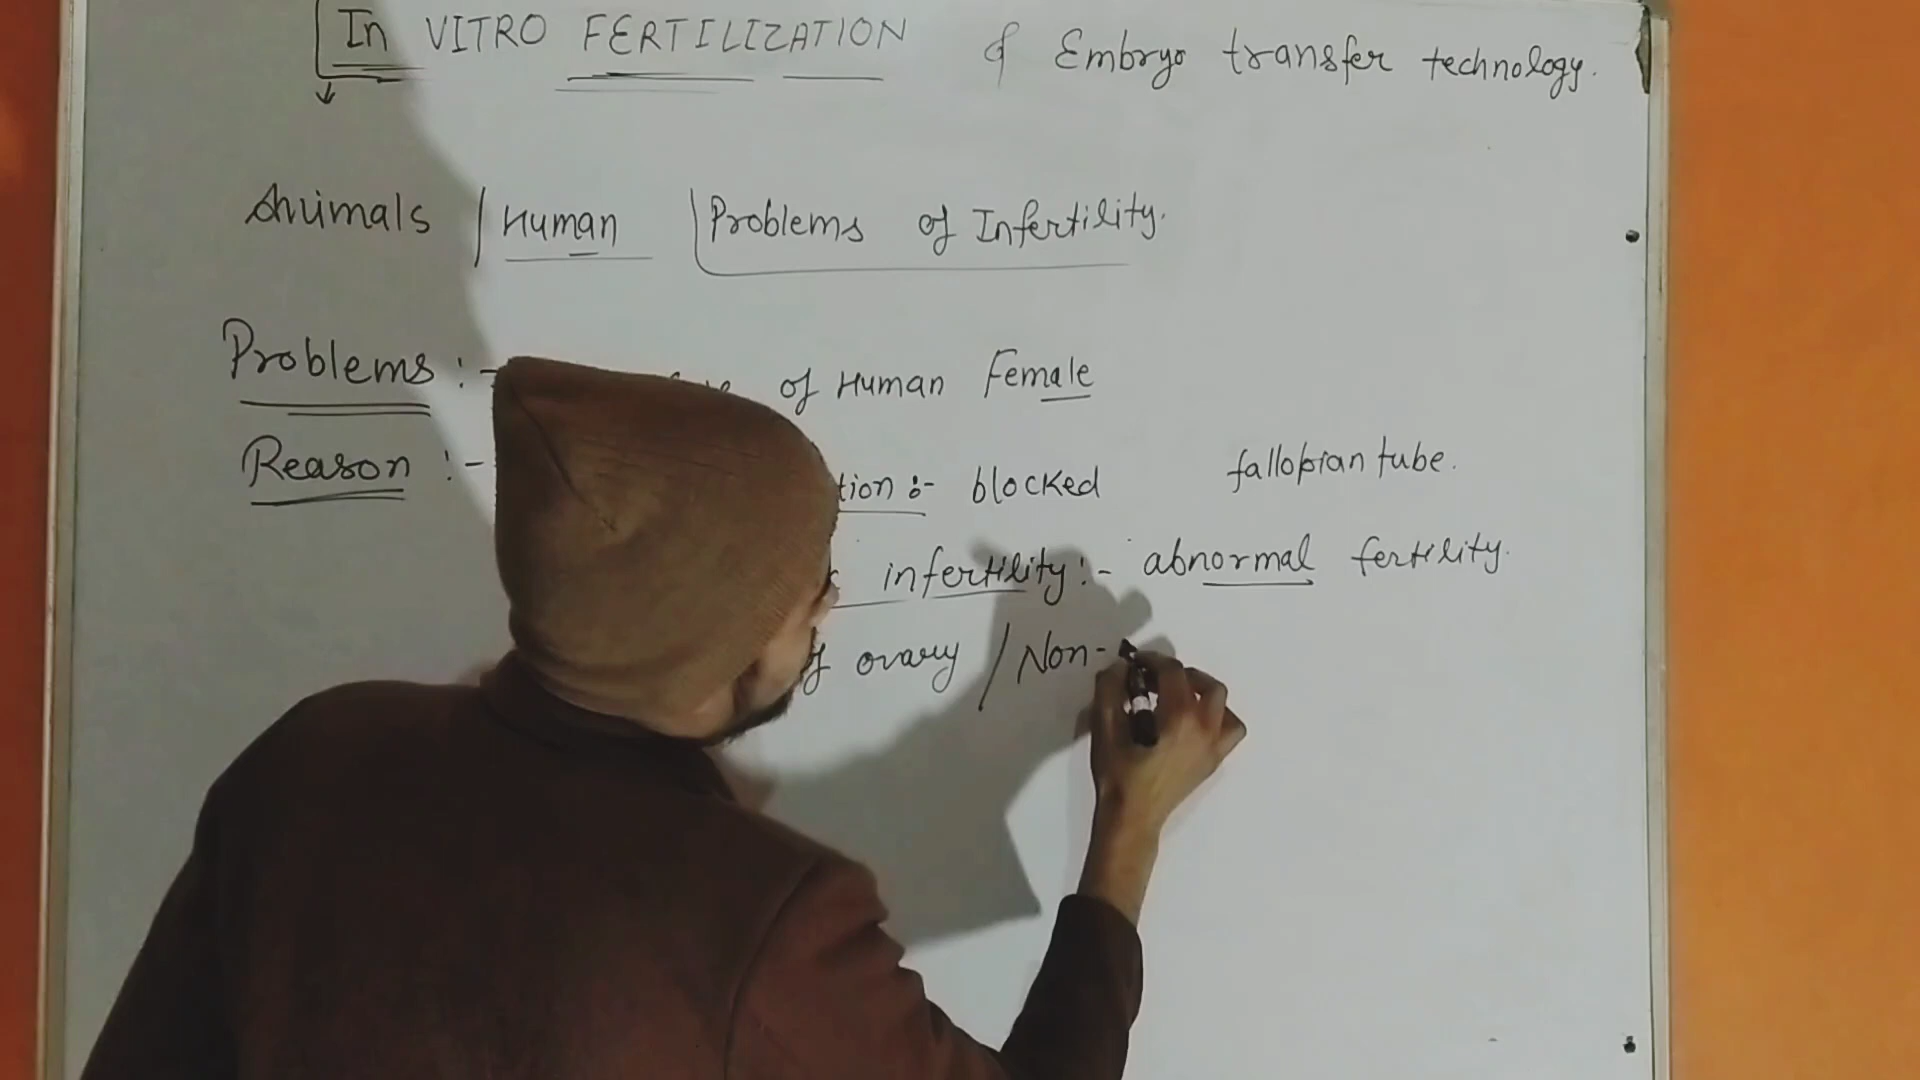 In VITRO FERTILIZATION & Embryo transfer technology.
Animals / Human Problems of Infertility.
Problems :- of Human Female
Reason :- tion :- blocked fallopian tube.
infertility :- abnormal fertility.
of ovary / Non-